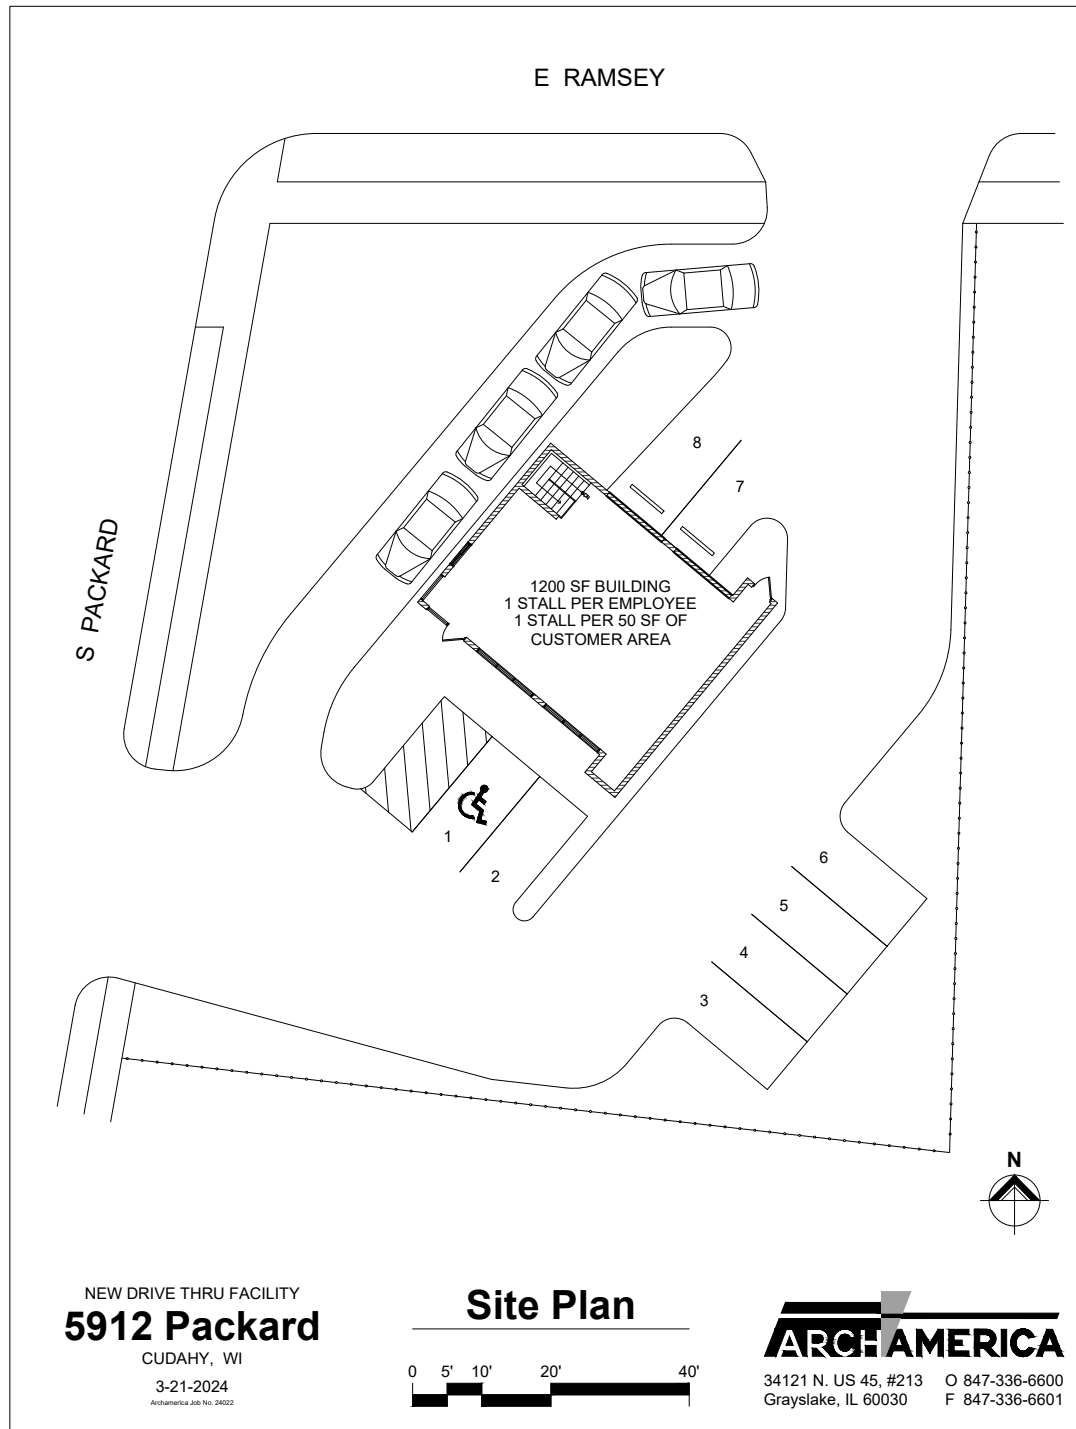 E RAMSEY
8
7
S PACKARD
1200 SF BUILDING
1 STALL PER EMPLOYEE
1 STALL PER 50 SF OF
CUSTOMER AREA
1
2
6
5
4
3
N
NEW DRIVE THRU FACILITY
5912 Packard
CUDAHY, WI
3-21-2024
Archamerica Job No. 24022
Site Plan
0 5' 10' 20' 40'
ARCHAMERICA
34121 N. US 45, #213 O 847-336-6600
Grayslake, IL 60030 F 847-336-6601